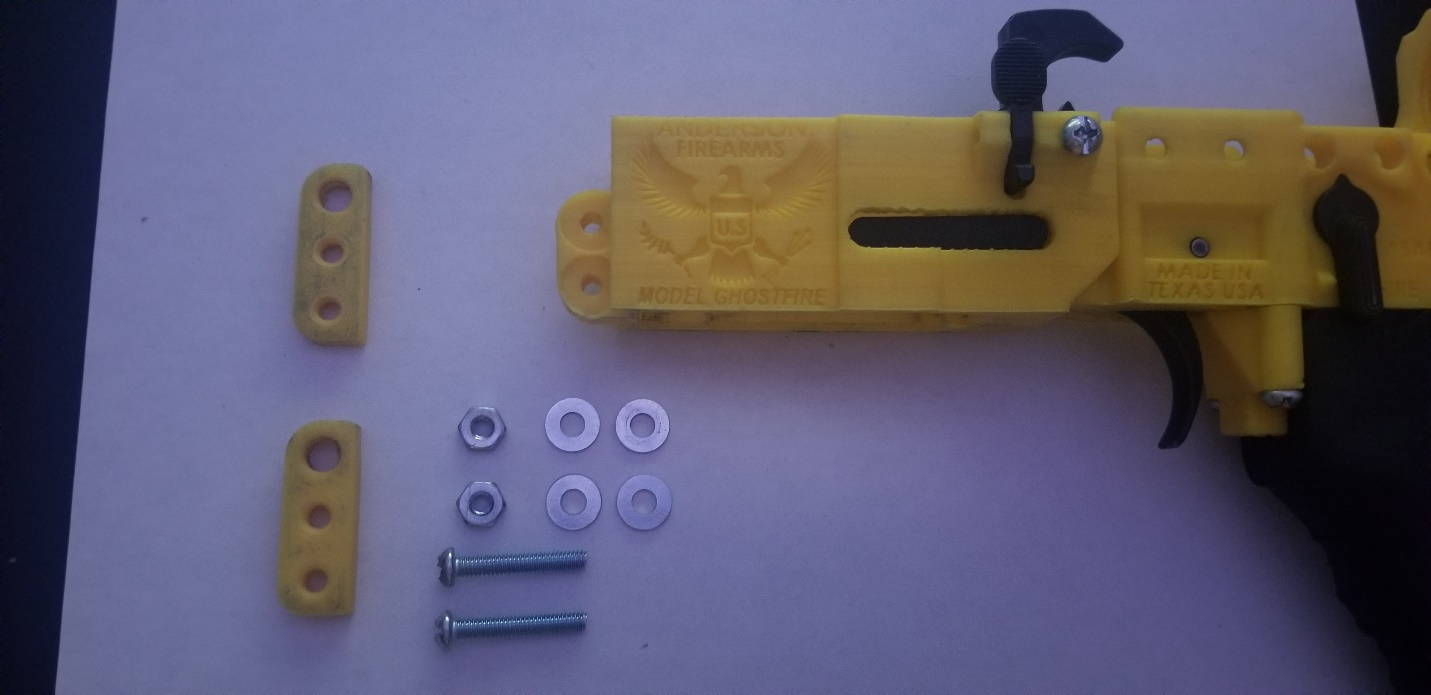 ANDERSON
FIREARMS
U.S
MODEL GHOSTFIRE
MADE IN
TEXAS USA